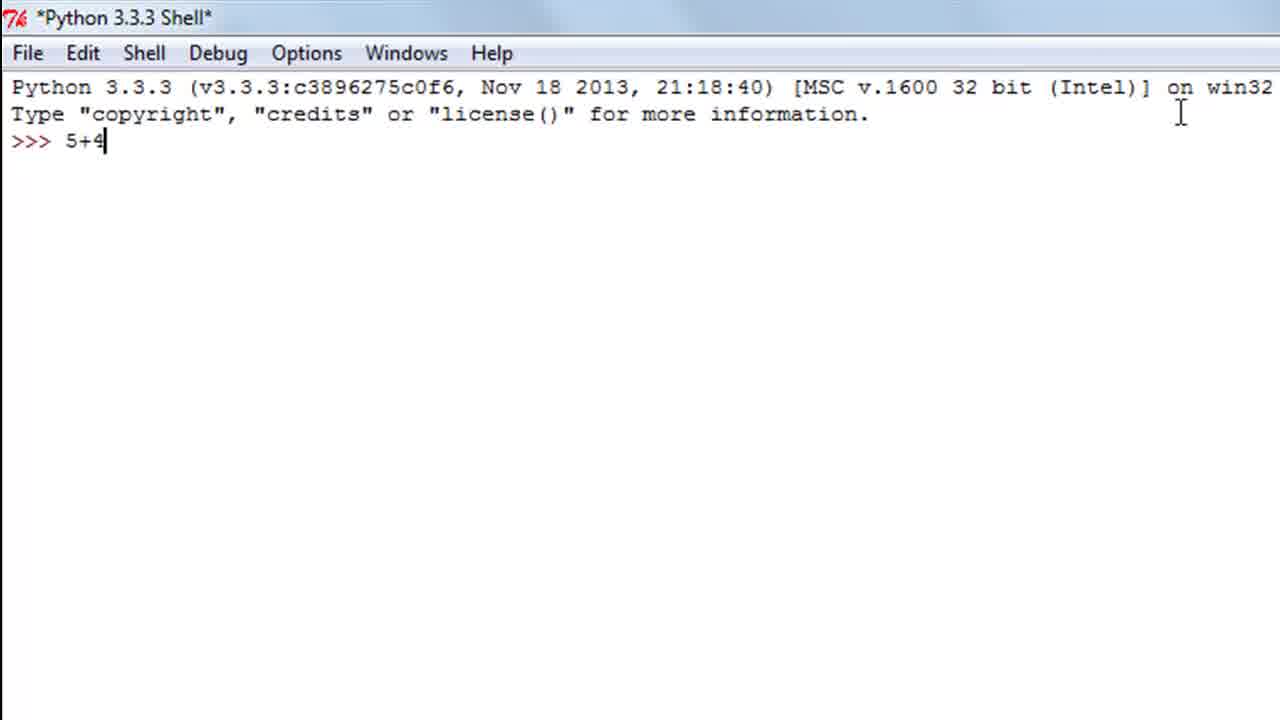 *Python 3.3.3 Shell*
File Edit Shell Debug Options Windows Help
Python 3.3.3 (v3.3.3:c3896275c0f6, Nov 18 2013, 21:18:40) [MSC v.1600 32 bit (Intel)] on win32
Type "copyright", "credits" or "license()" for more information.
>>> 5+4